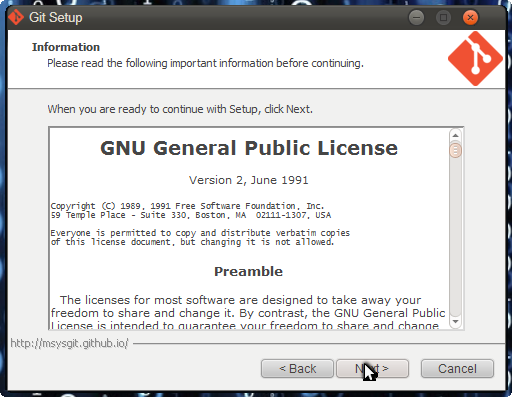 Git Setup
Information
Please read the following important information before continuing.
When you are ready to continue with Setup, click Next.
GNU General Public License
Version 2, June 1991
Copyright (C) 1989, 1991 Free Software Foundation, Inc.
59 Temple Place - Suite 330, Boston, MA  02111-1307, USA
Everyone is permitted to copy and distribute verbatim copies
of this license document, but changing it is not allowed.
Preamble
The licenses for most software are designed to take away your
freedom to share and change it. By contrast, the GNU General Public
License is intended to guarantee your freedom to share and change
http://msysgit.github.io/
< Back
Next >
Cancel